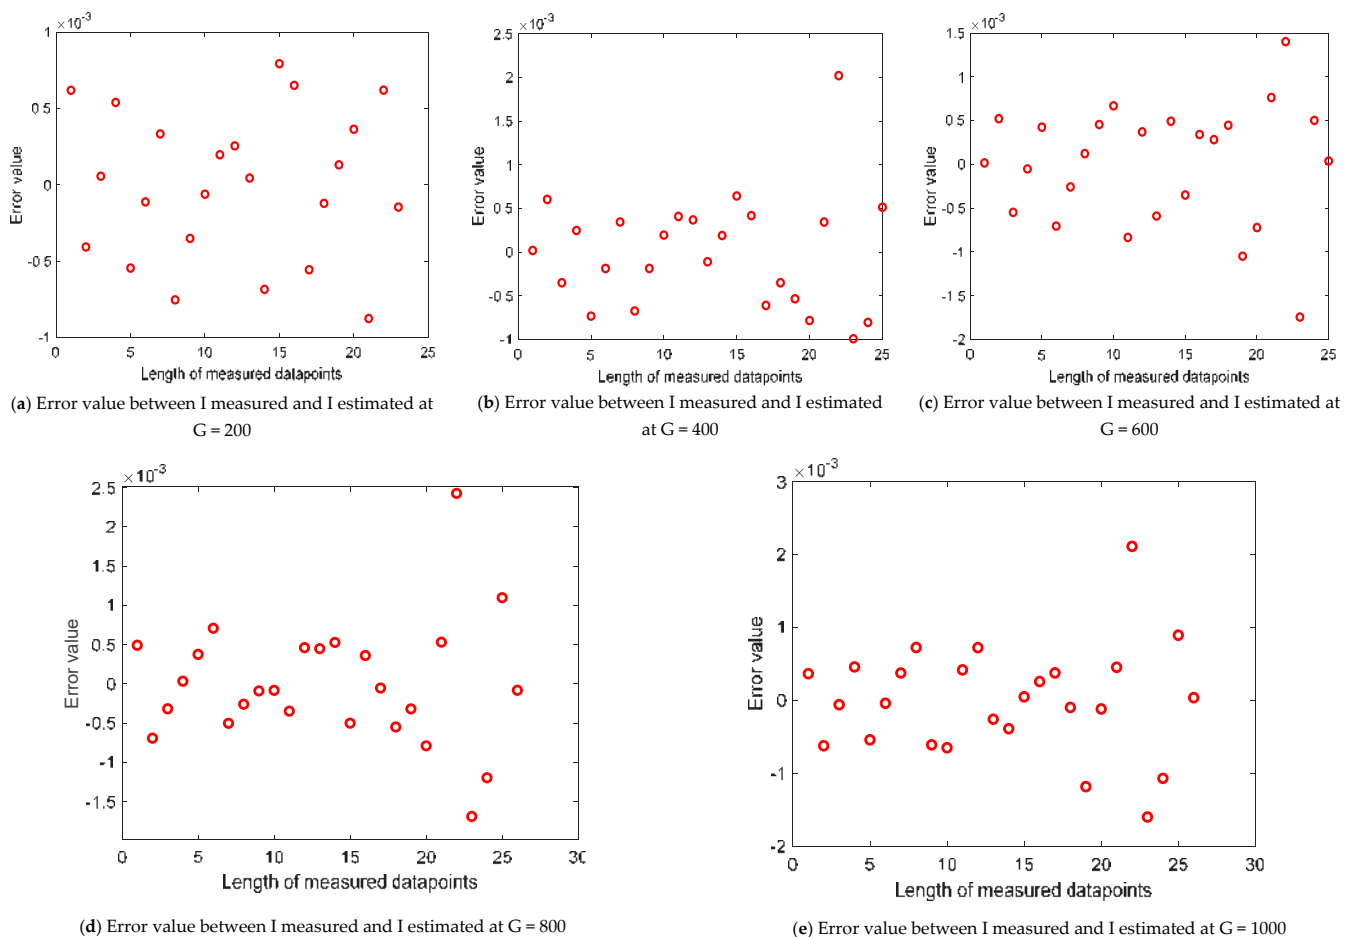 ×10-3
1
0.5
0
-0.5
-1
Error value
0 5 10 15 20 25
Length of measured datapoints
(a) Error value between I measured and I estimated at
G = 200
×10-3
2.5
2
1.5
1
0.5
0
-0.5
-1
Error value
0 5 10 15 20 25
Length of measured datapoints
(b) Error value between I measured and I estimated
at G = 400
×10-3
1.5
1
0.5
0
-0.5
-1
-1.5
-2
Error value
0 5 10 15 20 25
Length of measured datapoints
(c) Error value between I measured and I estimated at
G = 600
×10-3
2.5
2
1.5
1
0.5
0
-0.5
-1
-1.5
Error value
0 5 10 15 20 25 30
Length of measured datapoints
(d) Error value between I measured and I estimated at G = 800
×10-3
3
2
1
0
-1
-2
Error value
0 5 10 15 20 25 30
Length of measured datapoints
(e) Error value between I measured and I estimated at G = 1000